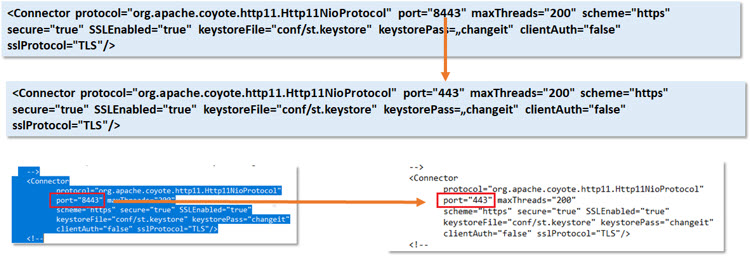 <Connector protocol="org.apache.coyote.http11.Http11NioProtocol" port="8443" maxThreads="200" scheme="https"
secure="true" SSLEnabled="true" keystoreFile="conf/st.keystore" keystorePass=„changeit" clientAuth="false"
sslProtocol="TLS"/>
<Connector protocol="org.apache.coyote.http11.Http11NioProtocol" port="443" maxThreads="200" scheme="https"
secure="true" SSLEnabled="true" keystoreFile="conf/st.keystore" keystorePass=„changeit" clientAuth="false"
sslProtocol="TLS"/>
-->
<Connector
protocol="org.apache.coyote.http11.Http11NioProtocol"
port="8443" maxThreads="200"
scheme="https" secure="true" SSLEnabled="true"
keystoreFile="conf/st.keystore" keystorePass="changeit"
clientAuth="false" sslProtocol="TLS"/>
<!--
-->
<Connector
protocol="org.apache.coyote.http11.Http11NioProtocol"
port="443" maxThreads="200"
scheme="https" secure="true" SSLEnabled="true"
keystoreFile="conf/st.keystore" keystorePass="changeit"
clientAuth="false" sslProtocol="TLS"/>
<!--